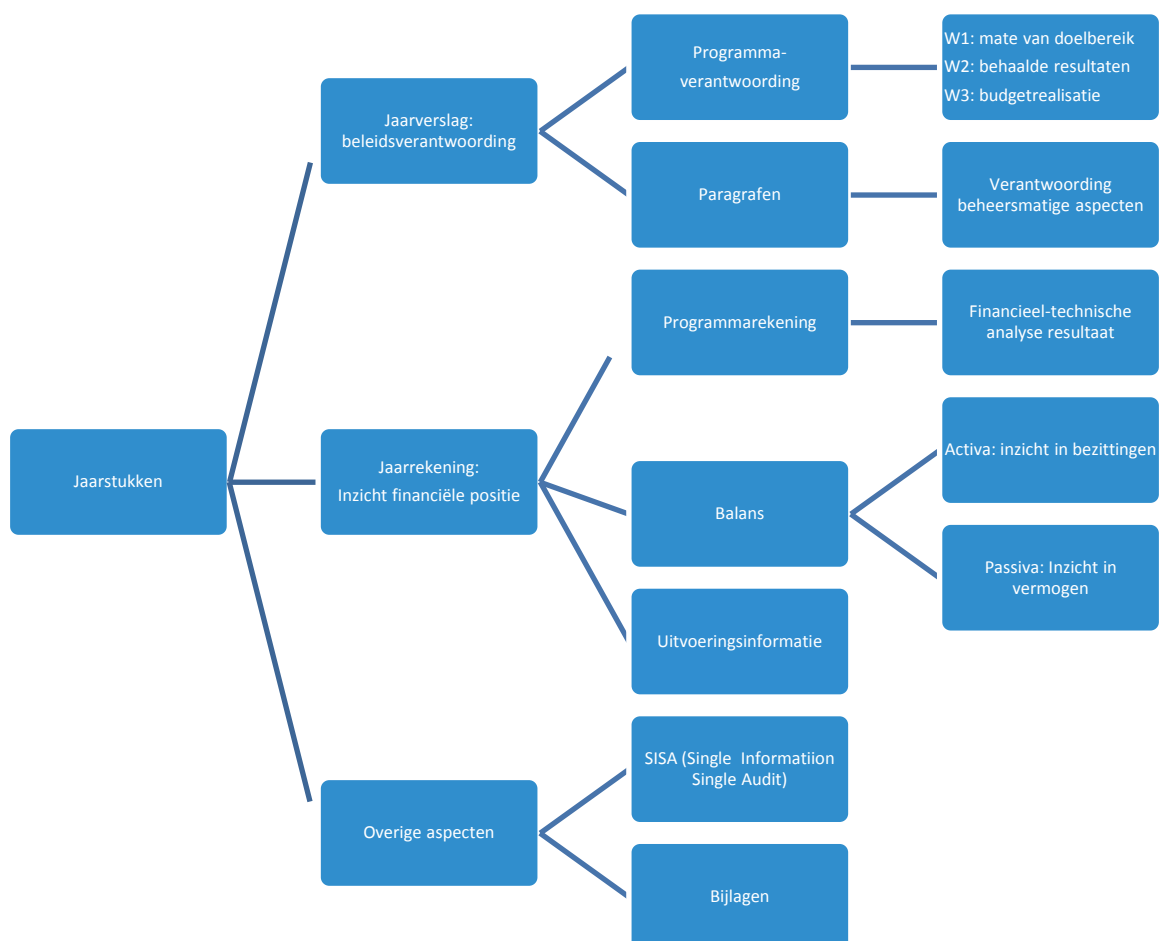 Programma-
verantwoording
W1: mate van doelbereik
W2: behaalde resultaten
W3: budgetrealisatie
Jaarverslag:
beleidsverantwoording
Paragrafen
Verantwoording
beheersmatige aspecten
Programmarekening
Financieel-technische
analyse resultaat
Jaarstukken
Jaarrekening:
Inzicht financiële positie
Balans
Activa: inzicht in bezittingen
Passiva: Inzicht in
vermogen
Uitvoeringsinformatie
SISA (Single Informatiion
Single Audit)
Overige aspecten
Bijlagen